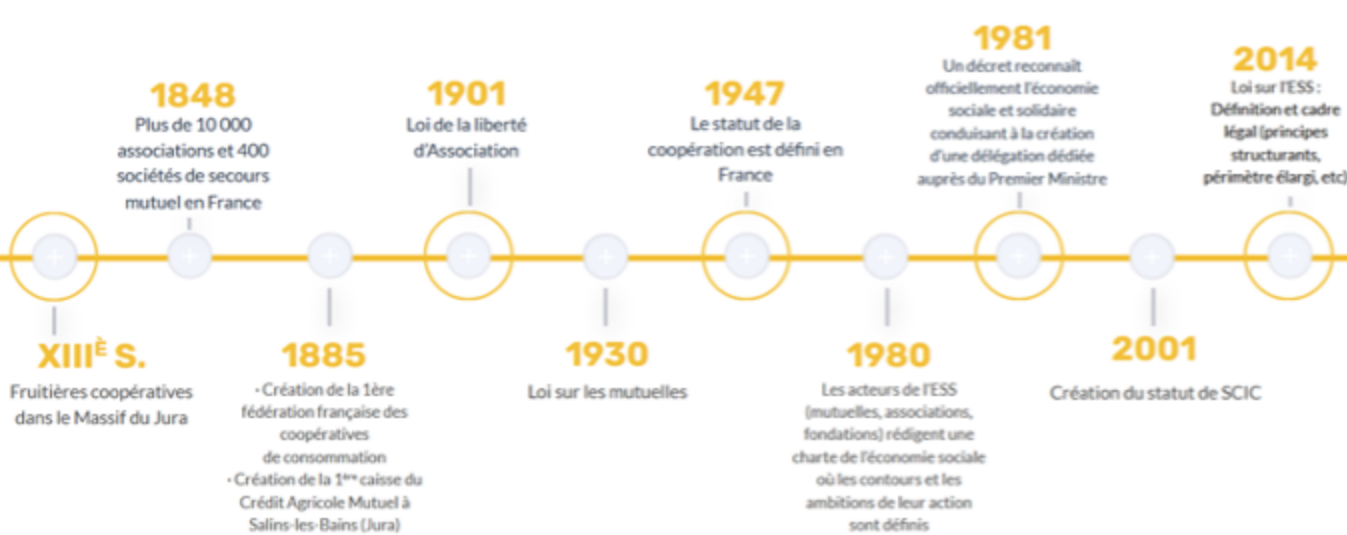 XIIIÈ S.
Fruitières coopératives
dans le Massif du Jura
1848
Plus de 10 000
associations et 400
sociétés de secours
mutuel en France
1885
· Création de la 1ère
fédération française des
coopératives
de consommation
· Création de la 1ère caisse du
Crédit Agricole Mutuel à
Salins-les-Bains (Jura)
1901
Loi de la liberté
d'Association
1930
Loi sur les mutuelles
1947
Le statut de la
coopération est défini en
France
1980
Les acteurs de l'ESS
(mutuelles, associations,
fondations) rédigent une
charte de l'économie sociale
où les contours et les
ambitions de leur action
sont définis
1981
Un décret reconnaît
officiellement l'économie
sociale et solidaire
conduisant à la création
d'une délégation dédiée
auprès du Premier Ministre
2001
Création du statut de SCIC
2014
Loi sur l'ESS :
Définition et cadre
légal (principes
structurants,
périmètre élargi, etc)